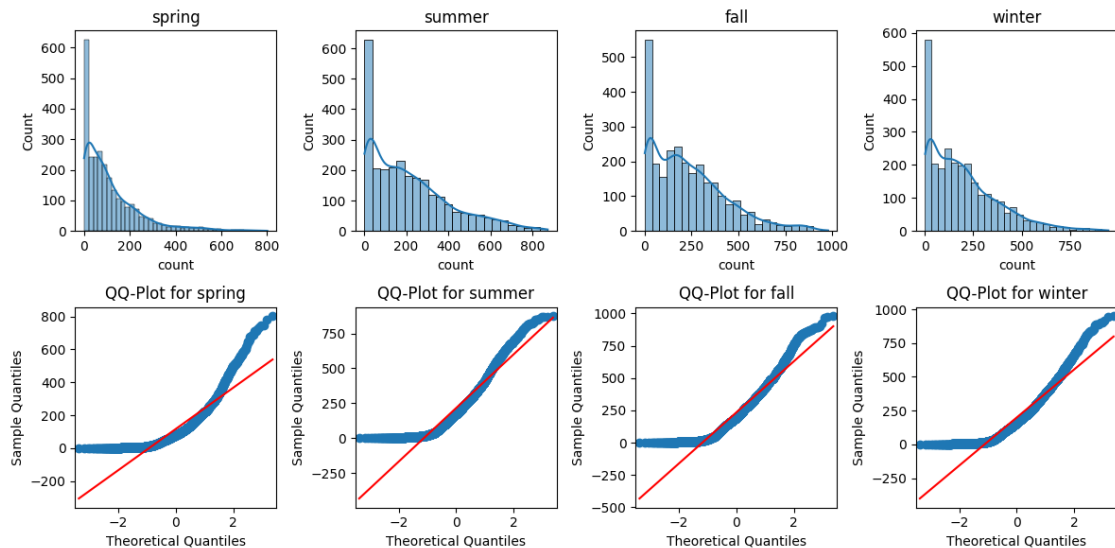 spring
summer
fall
winter
600
500
400
300
200
100
0
Count
0 200 400 600 800
count
600
500
400
300
200
100
0
Count
0 200 400 600 800
count
500
400
300
200
100
0
Count
0 250 500 750 1000
count
600
500
400
300
200
100
0
Count
0 250 500 750
count
QQ-Plot for spring
QQ-Plot for summer
QQ-Plot for fall
QQ-Plot for winter
800
600
400
200
0
−200
Sample Quantiles
−2 0 2
Theoretical Quantiles
750
500
250
0
−250
Sample Quantiles
−2 0 2
Theoretical Quantiles
1000
750
500
250
0
−250
−500
Sample Quantiles
−2 0 2
Theoretical Quantiles
1000
750
500
250
0
−250
Sample Quantiles
−2 0 2
Theoretical Quantiles